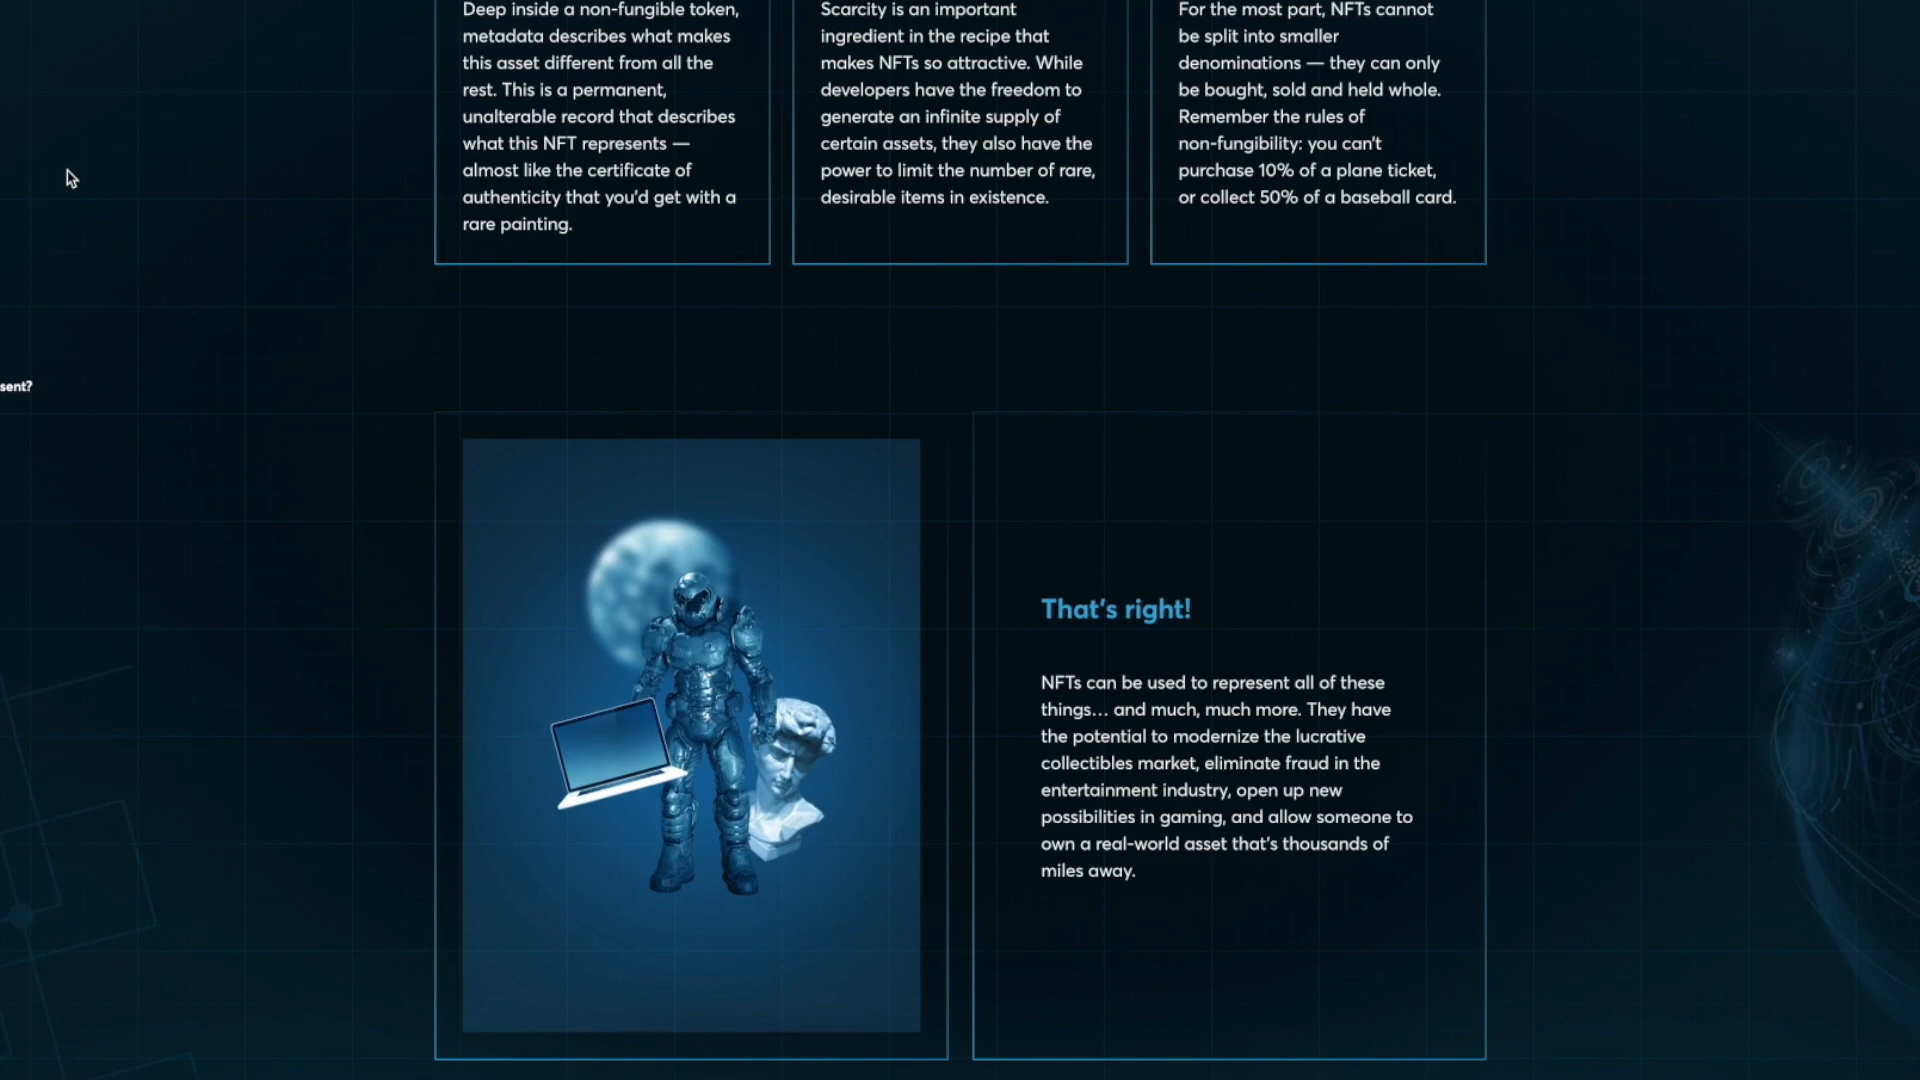 Deep inside a non-fungible token,
metadata describes what makes
this asset different from all the
rest. This is a permanent,
unalterable record that describes
what this NFT represents —
almost like the certificate of
authenticity that you'd get with a
rare painting.
Scarcity is an important
ingredient in the recipe that
makes NFTs so attractive. While
developers have the freedom to
generate an infinite supply of
certain assets, they also have the
power to limit the number of rare,
desirable items in existence.
For the most part, NFTs cannot
be split into smaller
denominations — they can only
be bought, sold and held whole.
Remember the rules of
non-fungibility: you can't
purchase 10% of a plane ticket,
or collect 50% of a baseball card.
sent?
That's right!
NFTs can be used to represent all of these
things... and much, much more. They have
the potential to modernize the lucrative
collectibles market, eliminate fraud in the
entertainment industry, open up new
possibilities in gaming, and allow someone to
own a real-world asset that's thousands of
miles away.